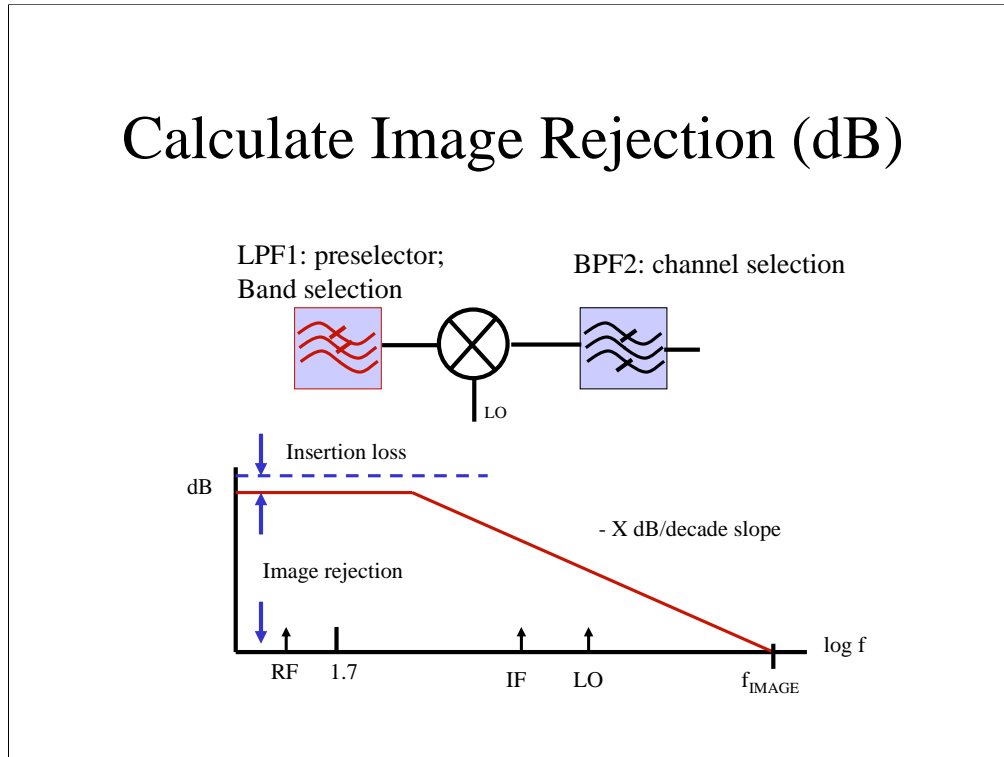 Calculate Image Rejection (dB)
LPF1: preselector;
Band selection
BPF2: channel selection
LO
Insertion loss
dB
- X dB/decade slope
Image rejection
log f
RF
1.7
IF
LO
fIMAGE